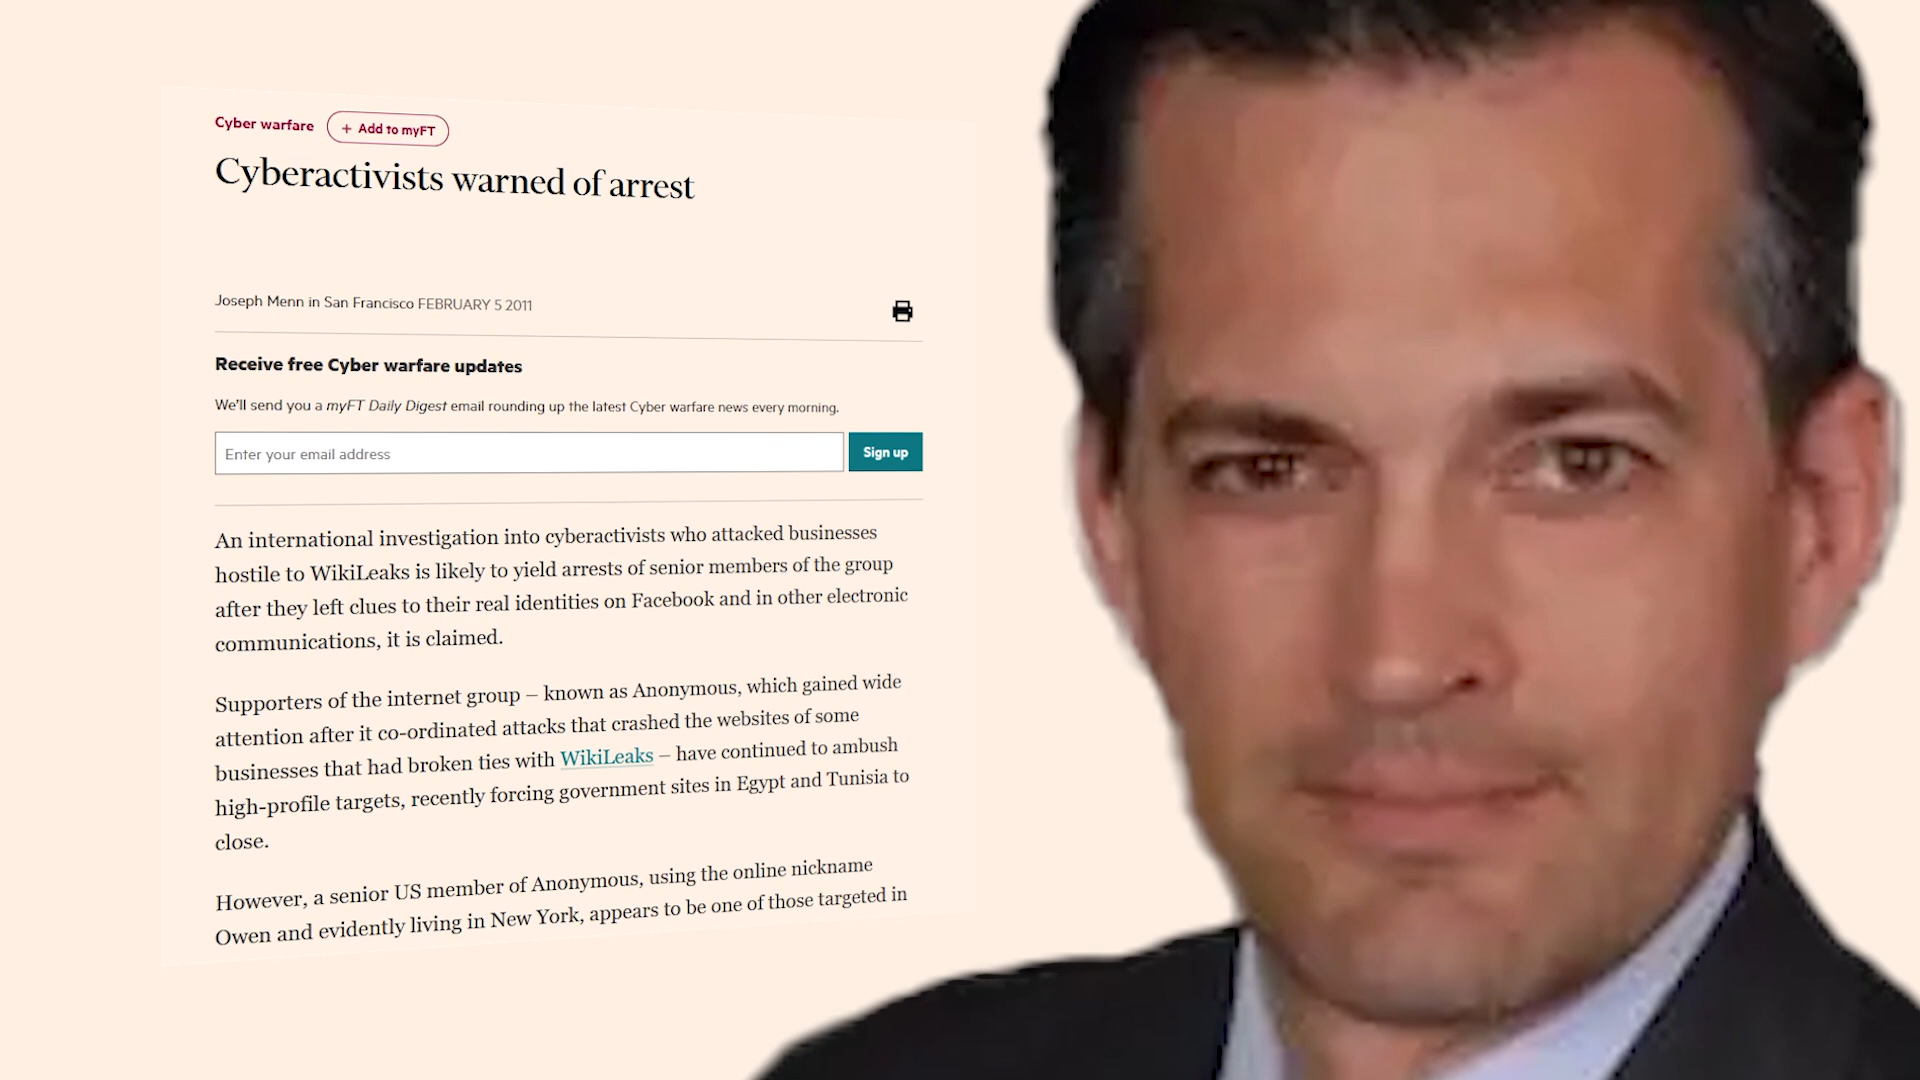 Cyber warfare + Add to myFT
Cyberactivists warned of arrest
Joseph Menn in San Francisco FEBRUARY 5 2011
Receive free Cyber warfare updates
We'll send you a myFT Daily Digest email rounding up the latest Cyber warfare news every morning.
Enter your email address Sign up
An international investigation into cyberactivists who attacked businesses
hostile to WikiLeaks is likely to yield arrests of senior members of the group
after they left clues to their real identities on Facebook and in other electronic
communications, it is claimed.
Supporters of the internet group – known as Anonymous, which gained wide
attention after it co-ordinated attacks that crashed the websites of some
businesses that had broken ties with WikiLeaks – have continued to ambush
high-profile targets, recently forcing government sites in Egypt and Tunisia to
close.
However, a senior US member of Anonymous, using the online nickname
Owen and evidently living in New York, appears to be one of those targeted in